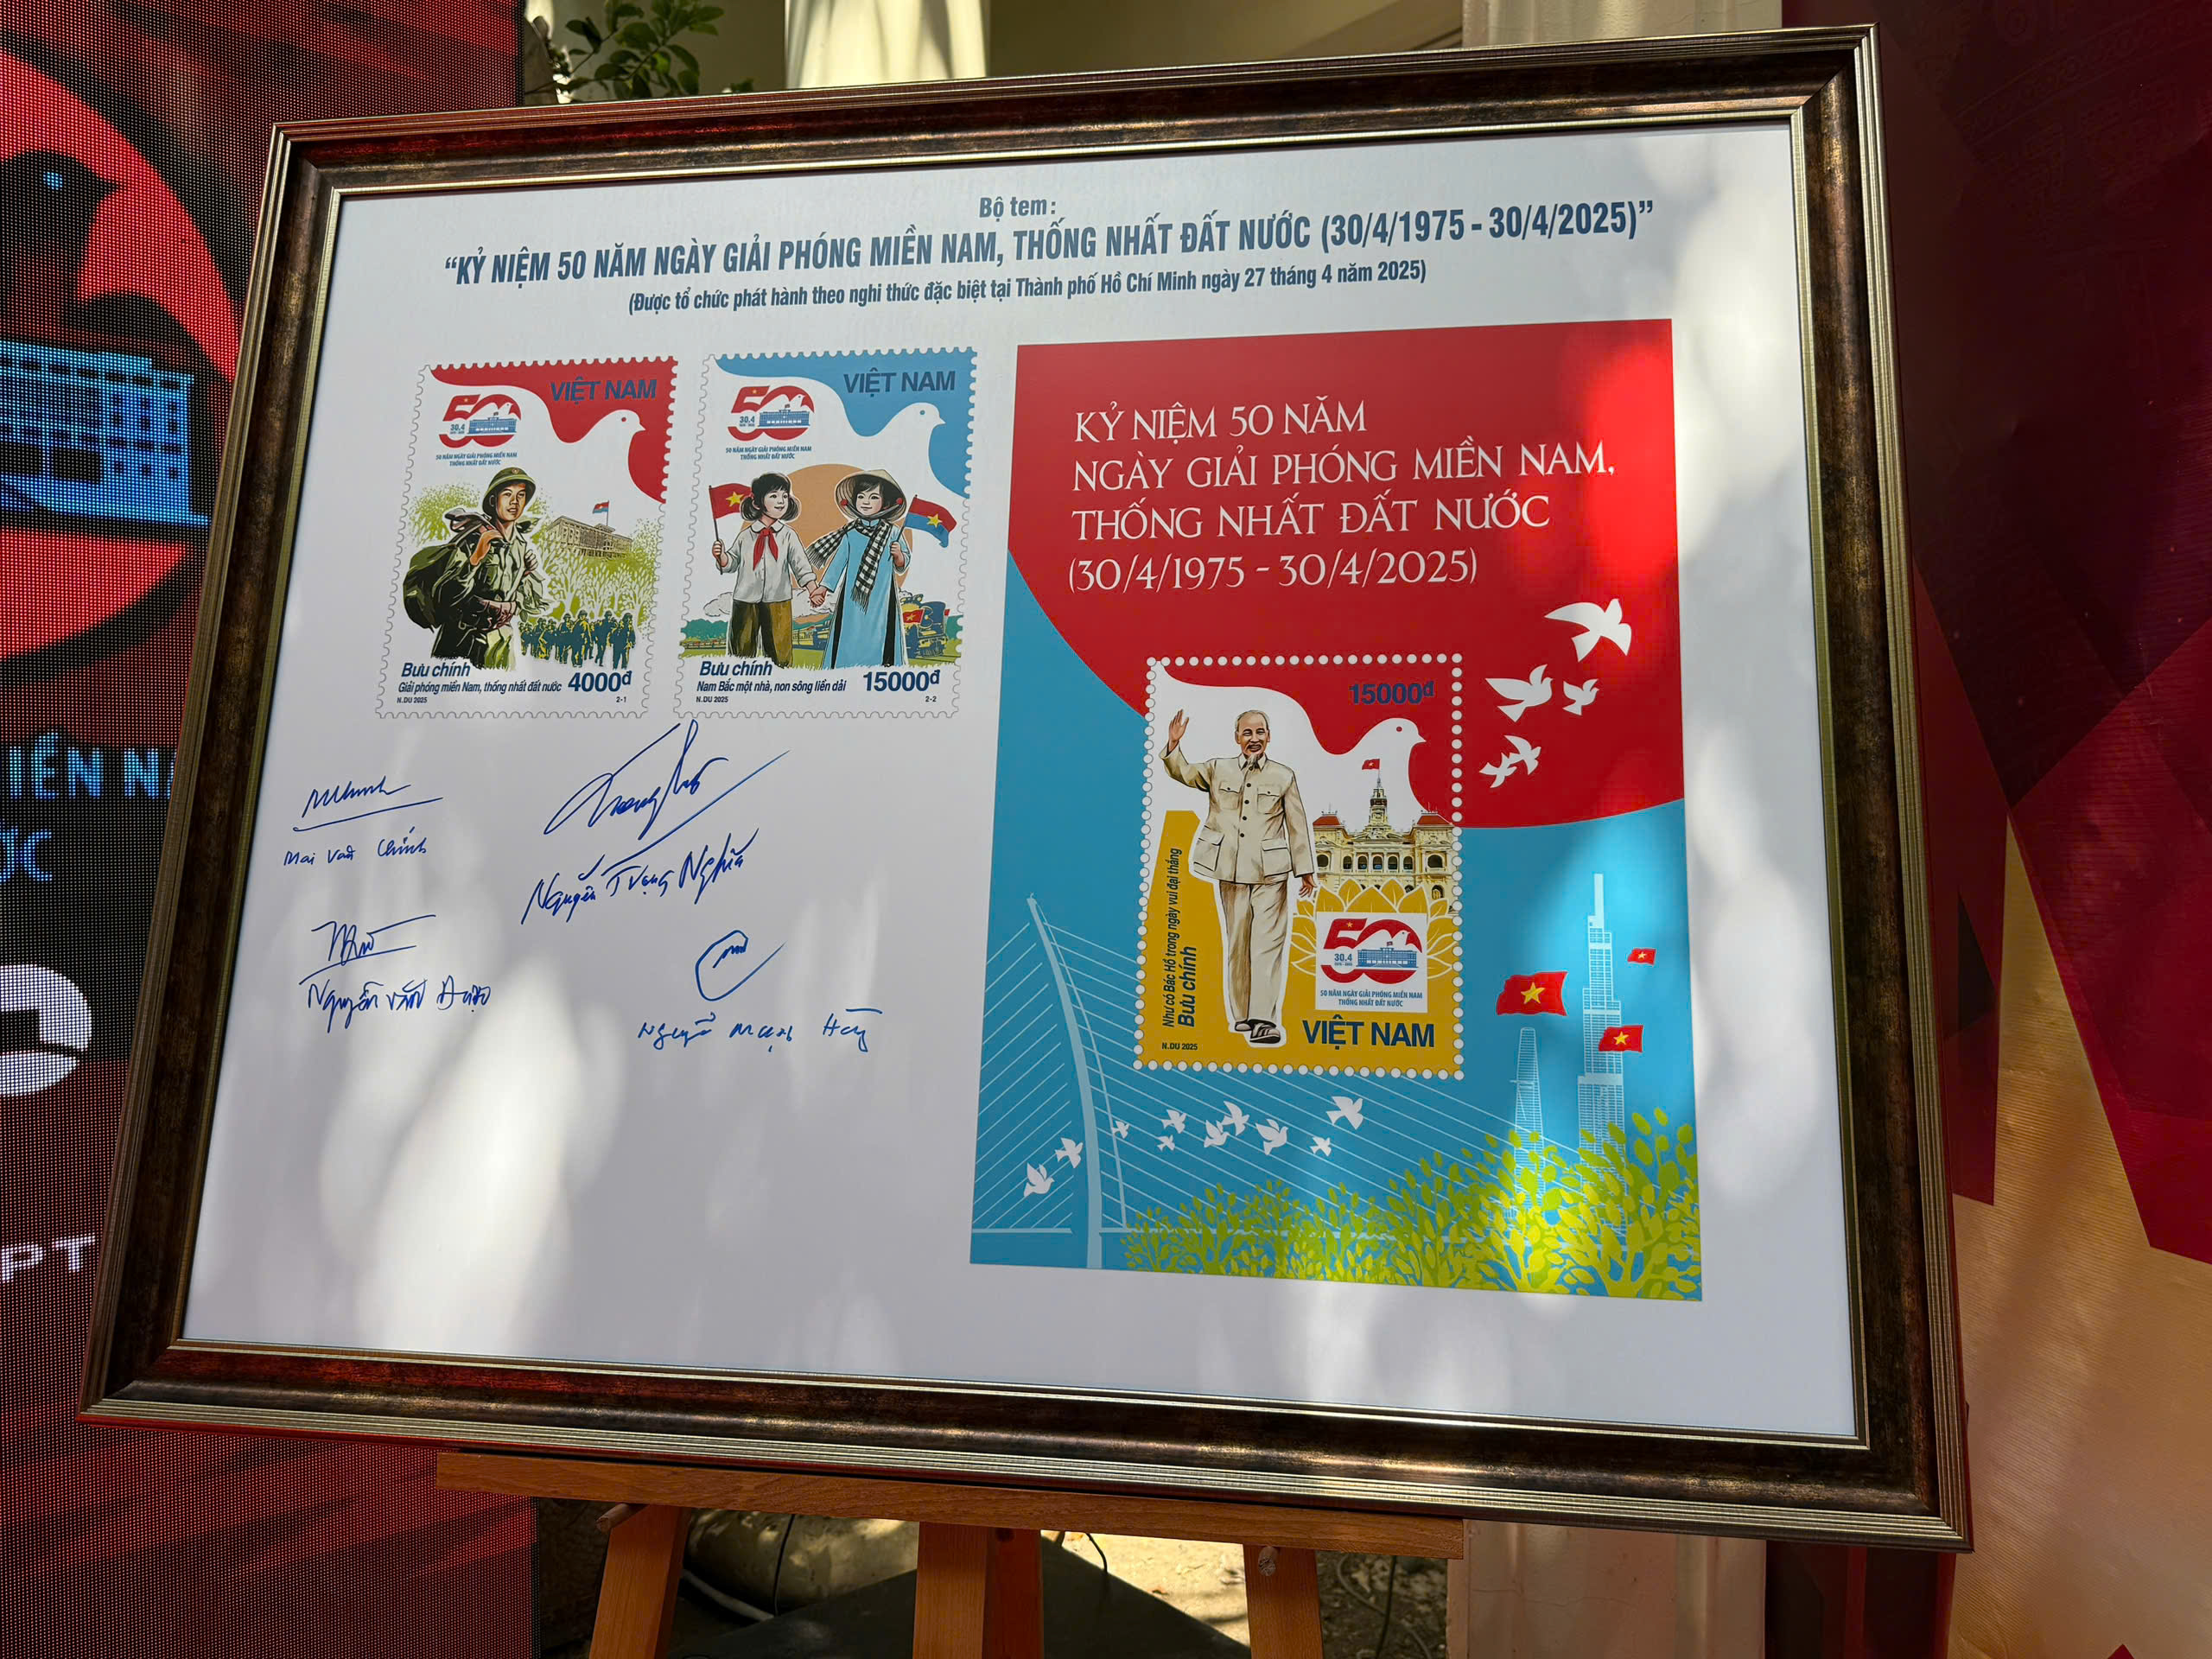 Bộ tem:
“KỶ NIỆM 50 NĂM NGÀY GIẢI PHÓNG MIỀN NAM, THỐNG NHẤT ĐẤT NƯỚC (30/4/1975 - 30/4/2025)”
(Được tổ chức phát hành theo nghi thức đặc biệt tại Thành phố Hồ Chí Minh ngày 27 tháng 4 năm 2025)
VIỆT NAM
50
30.4
50 NĂM NGÀY GIẢI PHÓNG MIỀN NAM
THỐNG NHẤT ĐẤT NƯỚC
Bưu chính
Giải phóng miền Nam, thống nhất đất nước 4000đ
N.DU 2025 2-1
VIỆT NAM
50
30.4
50 NĂM NGÀY GIẢI PHÓNG MIỀN NAM
THỐNG NHẤT ĐẤT NƯỚC
Bưu chính
Nam Bắc một nhà, non sông liền dải 15000đ
N.DU 2025 2-2
KỶ NIỆM 50 NĂM
NGÀY GIẢI PHÓNG MIỀN NAM,
THỐNG NHẤT ĐẤT NƯỚC
(30/4/1975 - 30/4/2025)
15000đ
Như có Bác Hồ trong ngày vui đại thắng
Bưu chính
50
30.4
50 NĂM NGÀY GIẢI PHÓNG MIỀN NAM
THỐNG NHẤT ĐẤT NƯỚC
VIỆT NAM
N.DU 2025
Mai Văn Chính
Nguyễn Trọng Nghĩa
Nguyễn Văn Được
Nguyễn Mạnh Hùng
IỀN N
ỚC
PT